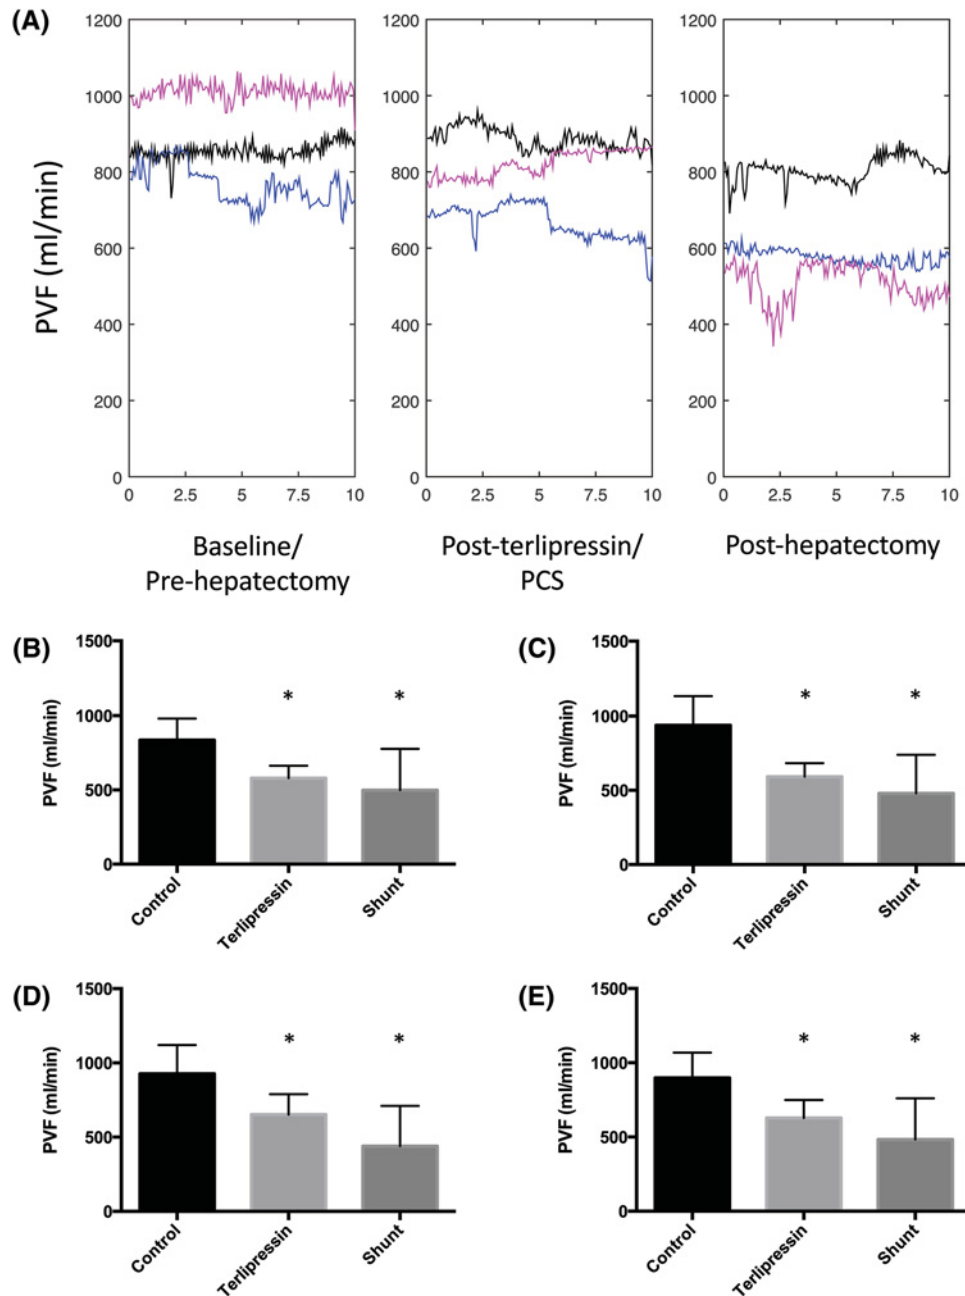 (A)
PVF (ml/min)
1200
1000
800
600
400
200
0
0 2.5 5 7.5 10
1200
1000
800
600
400
200
0
0 2.5 5 7.5 10
1200
1000
800
600
400
200
0
0 2.5 5 7.5 10
Baseline/
Pre-hepatectomy
Post-terlipressin/
PCS
Post-hepatectomy
(B)
PVF (ml/min)
1500
1000
500
0
* *
Control
Terlipressin
Shunt
(C)
PVF (ml/min)
1500
1000
500
0
* *
Control
Terlipressin
Shunt
(D)
PVF (ml/min)
1500
1000
500
0
* *
Control
Terlipressin
Shunt
(E)
PVF (ml/min)
1500
1000
500
0
* *
Control
Terlipressin
Shunt